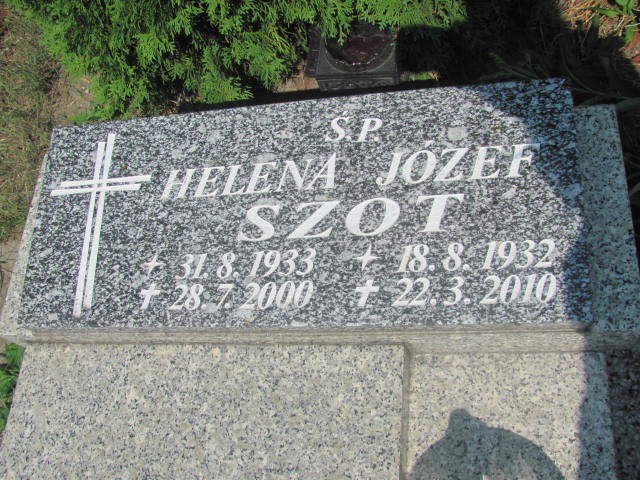 Ś.P.
HELENA JÓZEF
SZOT
31.8.1933 18.8.1932
28.7.2000 22.3.2010